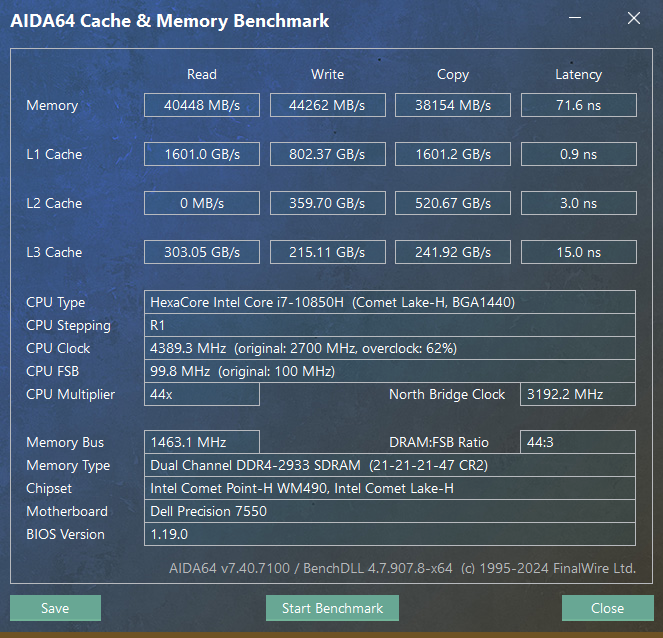 AIDA64 Cache & Memory Benchmark
Read Write Copy Latency
Memory 40448 MB/s 44262 MB/s 38154 MB/s 71.6 ns
L1 Cache 1601.0 GB/s 802.37 GB/s 1601.2 GB/s 0.9 ns
L2 Cache 0 MB/s 359.70 GB/s 520.67 GB/s 3.0 ns
L3 Cache 303.05 GB/s 215.11 GB/s 241.92 GB/s 15.0 ns
CPU Type HexaCore Intel Core i7-10850H (Comet Lake-H, BGA1440)
CPU Stepping R1
CPU Clock 4389.3 MHz (original: 2700 MHz, overclock: 62%)
CPU FSB 99.8 MHz (original: 100 MHz)
CPU Multiplier 44x North Bridge Clock 3192.2 MHz
Memory Bus 1463.1 MHz DRAM:FSB Ratio 44:3
Memory Type Dual Channel DDR4-2933 SDRAM (21-21-21-47 CR2)
Chipset Intel Comet Point-H WM490, Intel Comet Lake-H
Motherboard Dell Precision 7550
BIOS Version 1.19.0
AIDA64 v7.40.7100 / BenchDLL 4.7.907.8-x64 (c) 1995-2024 FinalWire Ltd.
Save Start Benchmark Close